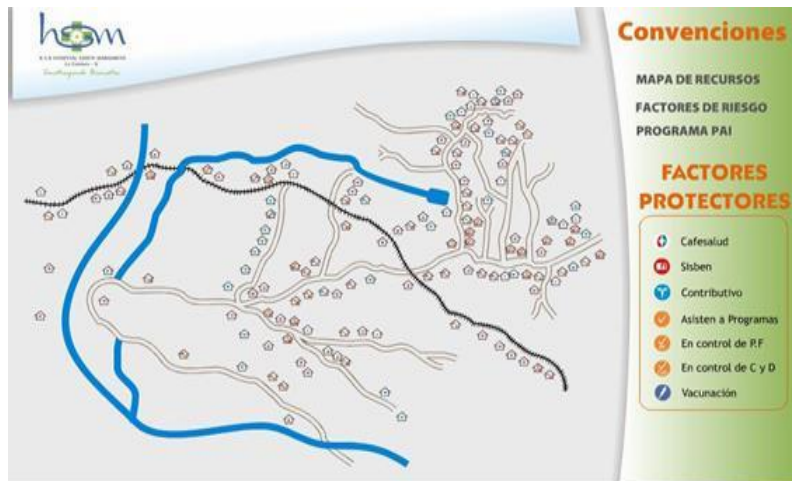 hsm
Convenciones
MAPA DE RECURSOS
FACTORES DE RIESGO
PROGRAMA PAI
FACTORES
PROTECTORES
Cafesalud
Sisben
Contributivo
Asisten a Programas
En control de P.F
En control de C y D
Vacunación